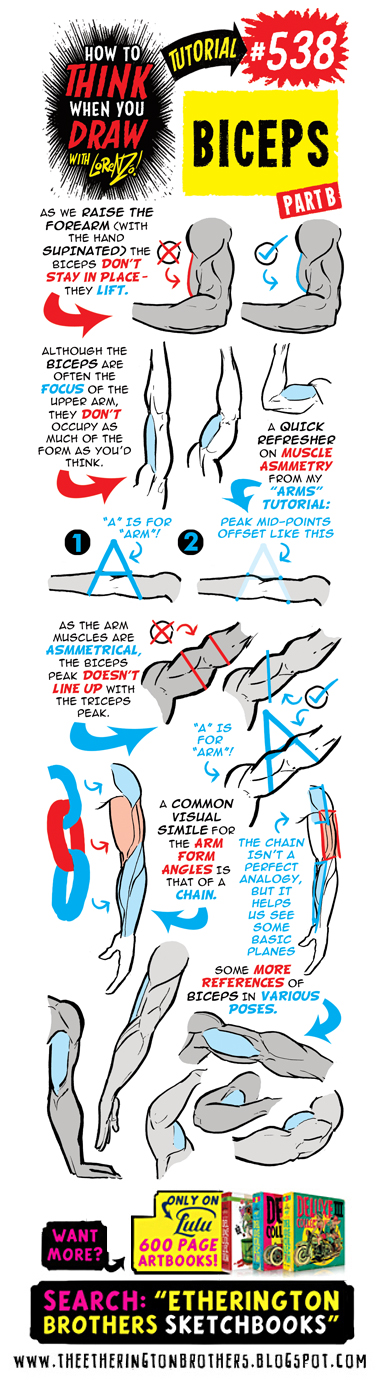 HOW TO
THINK
WHEN YOU
DRAW
WITH LORENZO!
TUTORIAL
#538
BICEPS
PART B
AS WE RAISE THE
FOREARM (WITH
THE HAND
SUPINATED) THE
BICEPS DON'T
STAY IN PLACE -
THEY LIFT.
ALTHOUGH THE
BICEPS ARE
OFTEN THE
FOCUS OF THE
UPPER ARM,
THEY DON'T
OCCUPY AS
MUCH OF THE
FORM AS YOU'D
THINK.
A QUICK
REFRESHER
ON MUSCLE
ASMMETRY
FROM MY
"ARMS"
TUTORIAL:
1
"A" IS FOR
"ARM"!
2
PEAK MID-POINTS
OFFSET LIKE THIS
AS THE ARM
MUSCLES ARE
ASMMETRICAL,
THE BICEPS
PEAK DOESN'T
LINE UP WITH
THE TRICEPS
PEAK.
"A" IS
FOR
"ARM"!
A COMMON
VISUAL
SIMILE FOR
THE ARM
FORM
ANGLES IS
THAT OF A
CHAIN.
THE CHAIN
ISN'T A
PERFECT
ANALOGY,
BUT IT
HELPS
US SEE
SOME
BASIC
PLANES
SOME MORE
REFERENCES OF
BICEPS IN VARIOUS
POSES.
WANT
MORE?
ONLY ON
Lulu
600 PAGE
ARTBOOKS!
DELUXE
III
SEARCH: "ETHERINGTON
BROTHERS SKETCHBOOKS"
WWW.THEETHERINGTONBROTHERS.BLOGSPOT.COM